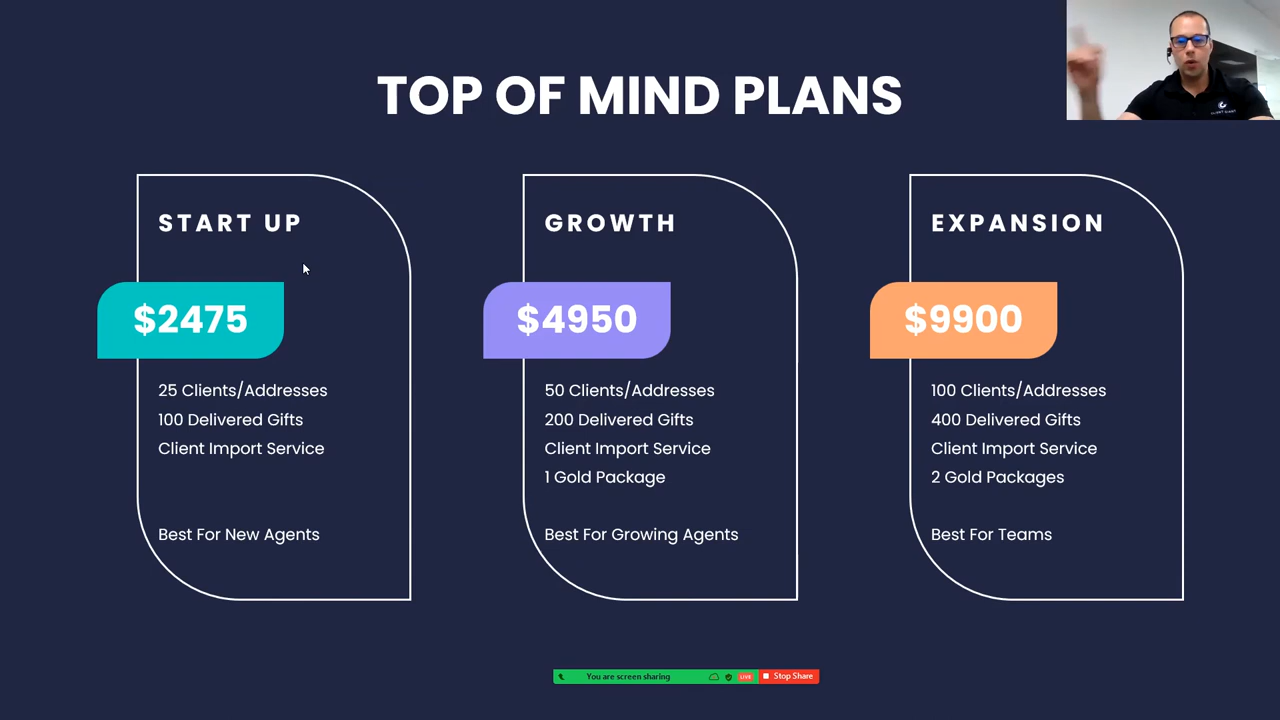 TOP OF MIND PLANS
START UP
$2475
25 Clients/Addresses
100 Delivered Gifts
Client Import Service
Best For New Agents
GROWTH
$4950
50 Clients/Addresses
200 Delivered Gifts
Client Import Service
1 Gold Package
Best For Growing Agents
EXPANSION
$9900
100 Clients/Addresses
400 Delivered Gifts
Client Import Service
2 Gold Packages
Best For Teams
You are screen sharing
LIVE
Stop Share